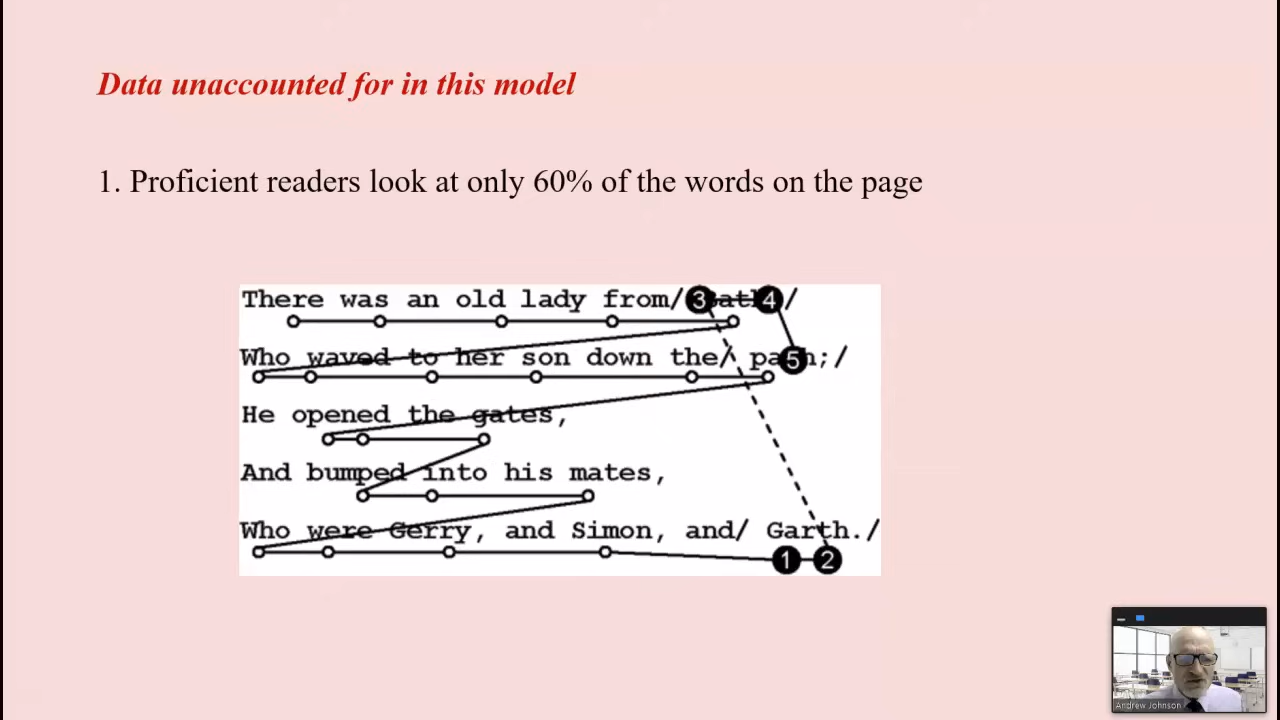 Data unaccounted for in this model
1. Proficient readers look at only 60% of the words on the page
There was an old lady from/ 3 4 /
Who waved to her son down the/ 5 ;/
He opened the gates,
And bumped into his mates,
Who were Gerry, and Simon, and/ Garth./
1 2
Andrew Johnson